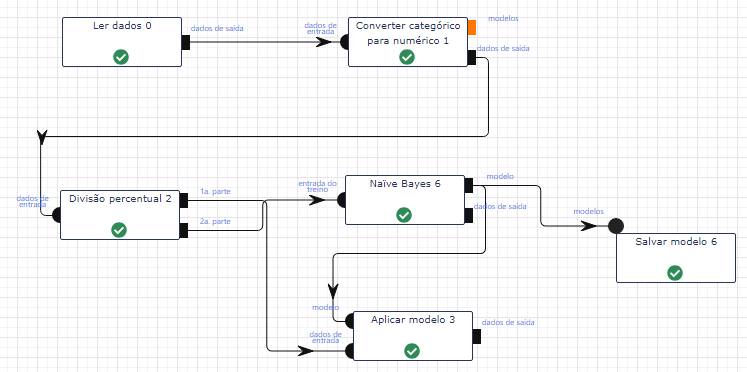 Ler dados 0
dados de saída
dados de
entrada
Converter categórico
para numérico 1
modelos
dados de saída
dados de
entrada
Divisão percentual 2
1a. parte
2a. parte
entrada do
treino
Naïve Bayes 6
modelo
dados de saída
modelos
Salvar modelo 6
modelo
dados de
entrada
Aplicar modelo 3
dados de saída